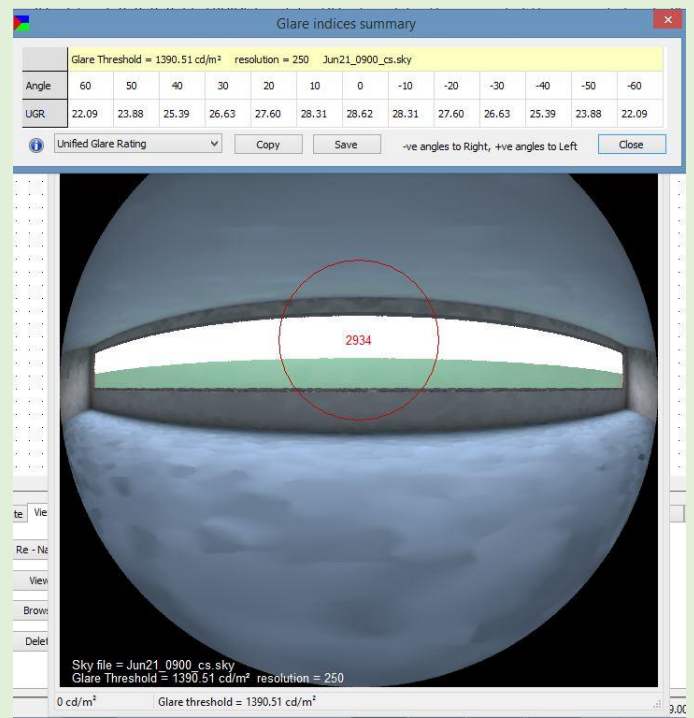 Glare indices summary
Glare Threshold = 1390.51 cd/m² resolution = 250 Jun21_0900_cs.sky
Angle 60 50 40 30 20 10 0 -10 -20 -30 -40 -50 -60
UGR 22.09 23.88 25.39 26.63 27.60 28.31 28.62 28.31 27.60 26.63 25.39 23.88 22.09
Unified Glare Rating Copy Save -ve angles to Right, +ve angles to Left Close
2934
te Vie
Re - Na
View
Brows
Delet
Sky file = Jun21_0900_cs.sky
Glare Threshold = 1390.51 cd/m² resolution = 250
0 cd/m² Glare threshold = 1390.51 cd/m²
9.00